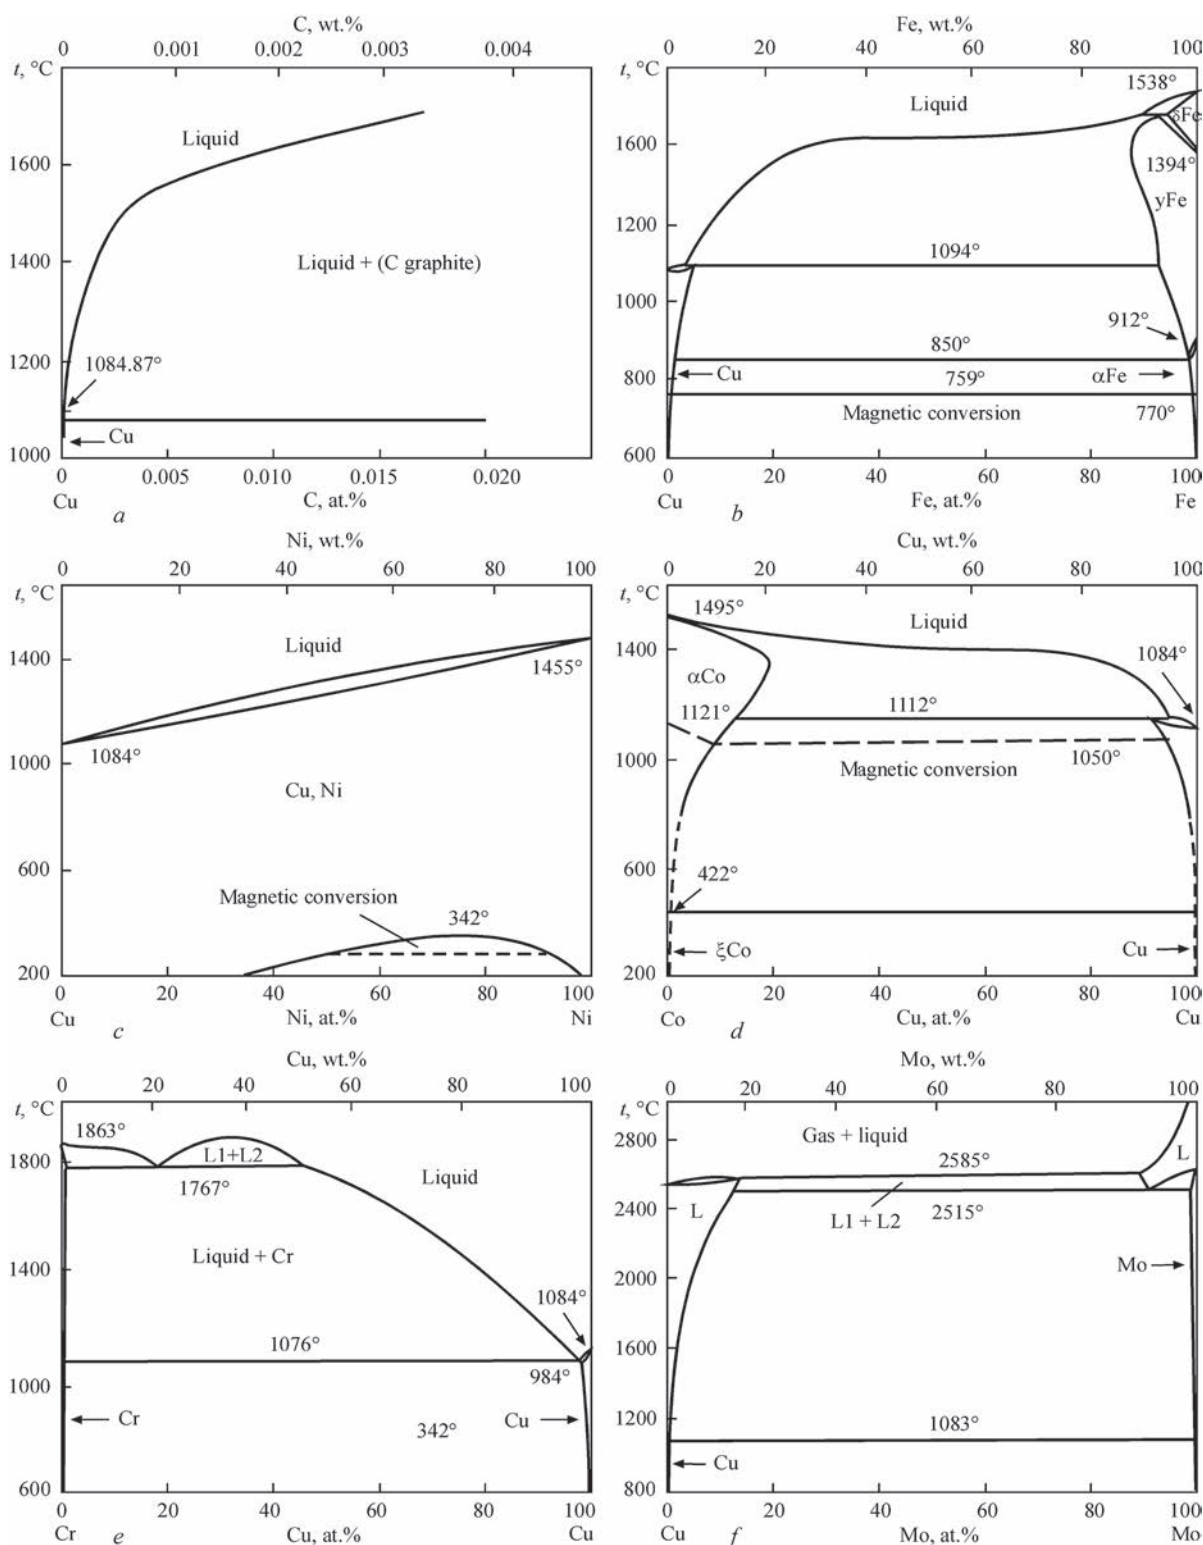 C, wt.%
0 0.001 0.002 0.003 0.004
t, °C
Liquid
1600
1400
Liquid + (C graphite)
1200
1084.87°
Cu
1000
0 0.005 0.010 0.015 0.020
Cu C, at.%
a
Fe, wt.%
0 20 40 60 80 100
t, °C
1538°
Liquid
δFe
1600
1394°
yFe
1200
1094°
1000
912°
850°
800
Cu 759° αFe
Magnetic conversion 770°
600
0 20 40 60 80 100
Cu Fe, at.% Fe
b
Ni, wt.%
0 20 40 60 80 100
t, °C
Liquid
1400
1455°
1084°
1000
Cu, Ni
600
Magnetic conversion
342°
200
0 20 40 60 80 100
Cu Ni, at.% Ni
c
Cu, wt.%
0 20 40 60 80 100
t, °C
1495°
Liquid
1400
1084°
αCo
1121° 1112°
1000
1050°
Magnetic conversion
600
422°
ξCo Cu
200
0 20 40 60 80 100
Co Cu, at.% Cu
d
Cu, wt.%
0 20 40 60 80 100
t, °C
1863°
L1+L2
1800
1767°
Liquid
Liquid + Cr
1400
1084°
1076°
984°
1000
Cr Cu
342°
600
0 20 40 60 80 100
Cr Cu, at.% Cu
e
Mo, wt.%
0 20 40 60 80 100
t, °C
2800
Gas + liquid
L
2585°
2400
L L1 + L2 2515°
2000
Mo
1600
1200
1083°
Cu
800
0 20 40 60 80 100
Cu Mo, at.% Mo
f